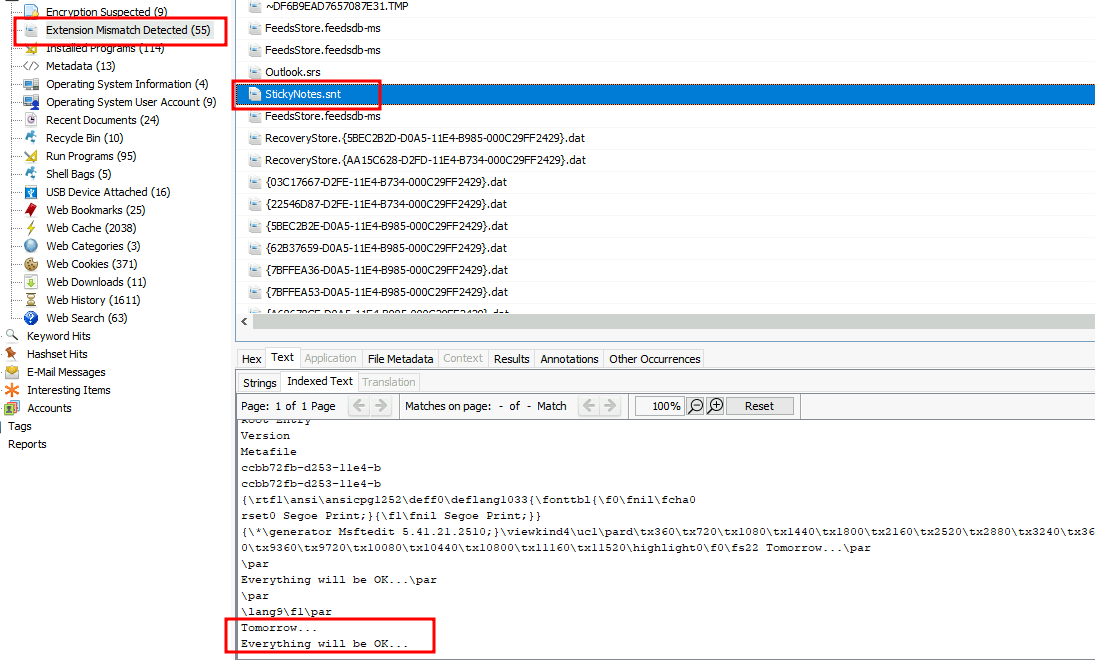 Encryption Suspected (9)
Extension Mismatch Detected (55)
Installed Programs (114)
Metadata (13)
Operating System Information (4)
Operating System User Account (9)
Recent Documents (24)
Recycle Bin (10)
Run Programs (95)
Shell Bags (5)
USB Device Attached (16)
Web Bookmarks (25)
Web Cache (2038)
Web Categories (3)
Web Cookies (371)
Web Downloads (11)
Web History (1611)
Web Search (63)
Keyword Hits
Hashset Hits
E-Mail Messages
Interesting Items
Accounts
Tags
Reports
~DF6B9EAD7657087E31.TMP
FeedsStore.feedsdb-ms
FeedsStore.feedsdb-ms
Outlook.srs
StickyNotes.snt
FeedsStore.feedsdb-ms
RecoveryStore.{5BEC2B2D-D0A5-11E4-B985-000C29FF2429}.dat
RecoveryStore.{AA15C628-D2FD-11E4-B734-000C29FF2429}.dat
{03C17667-D2FE-11E4-B734-000C29FF2429}.dat
{22546D87-D2FE-11E4-B734-000C29FF2429}.dat
{5BEC2B2E-D0A5-11E4-B985-000C29FF2429}.dat
{62B37659-D0A5-11E4-B985-000C29FF2429}.dat
{7BFFEA36-D0A5-11E4-B985-000C29FF2429}.dat
{7BFFEA53-D0A5-11E4-B985-000C29FF2429}.dat
Hex Text Application File Metadata Context Results Annotations Other Occurrences
Strings Indexed Text Translation
Page: 1 of 1 Page Matches on page: - of - Match 100% Reset
Root Entry
Version
Metafile
ccbb72fb-d253-11e4-b
ccbb72fb-d253-11e4-b
{\rtf1\ansi\ansicpg1252\deff0\deflang1033{\fonttbl{\f0\fnil\fcha0
rset0 Segoe Print;}{\f1\fnil Segoe Print;}}
{\*\generator Msftedit 5.41.21.2510;}\viewkind4\uc1\pard\tx360\tx720\tx1080\tx1440\tx1800\tx2160\tx2520\tx2880\tx3240\tx36
0\tx9360\tx9720\tx10080\tx10440\tx10800\tx11160\tx11520\highlight0\f0\fs22 Tomorrow...\par
\par
Everything will be OK...\par
\par
\lang9\f1\par
Tomorrow...
Everything will be OK...